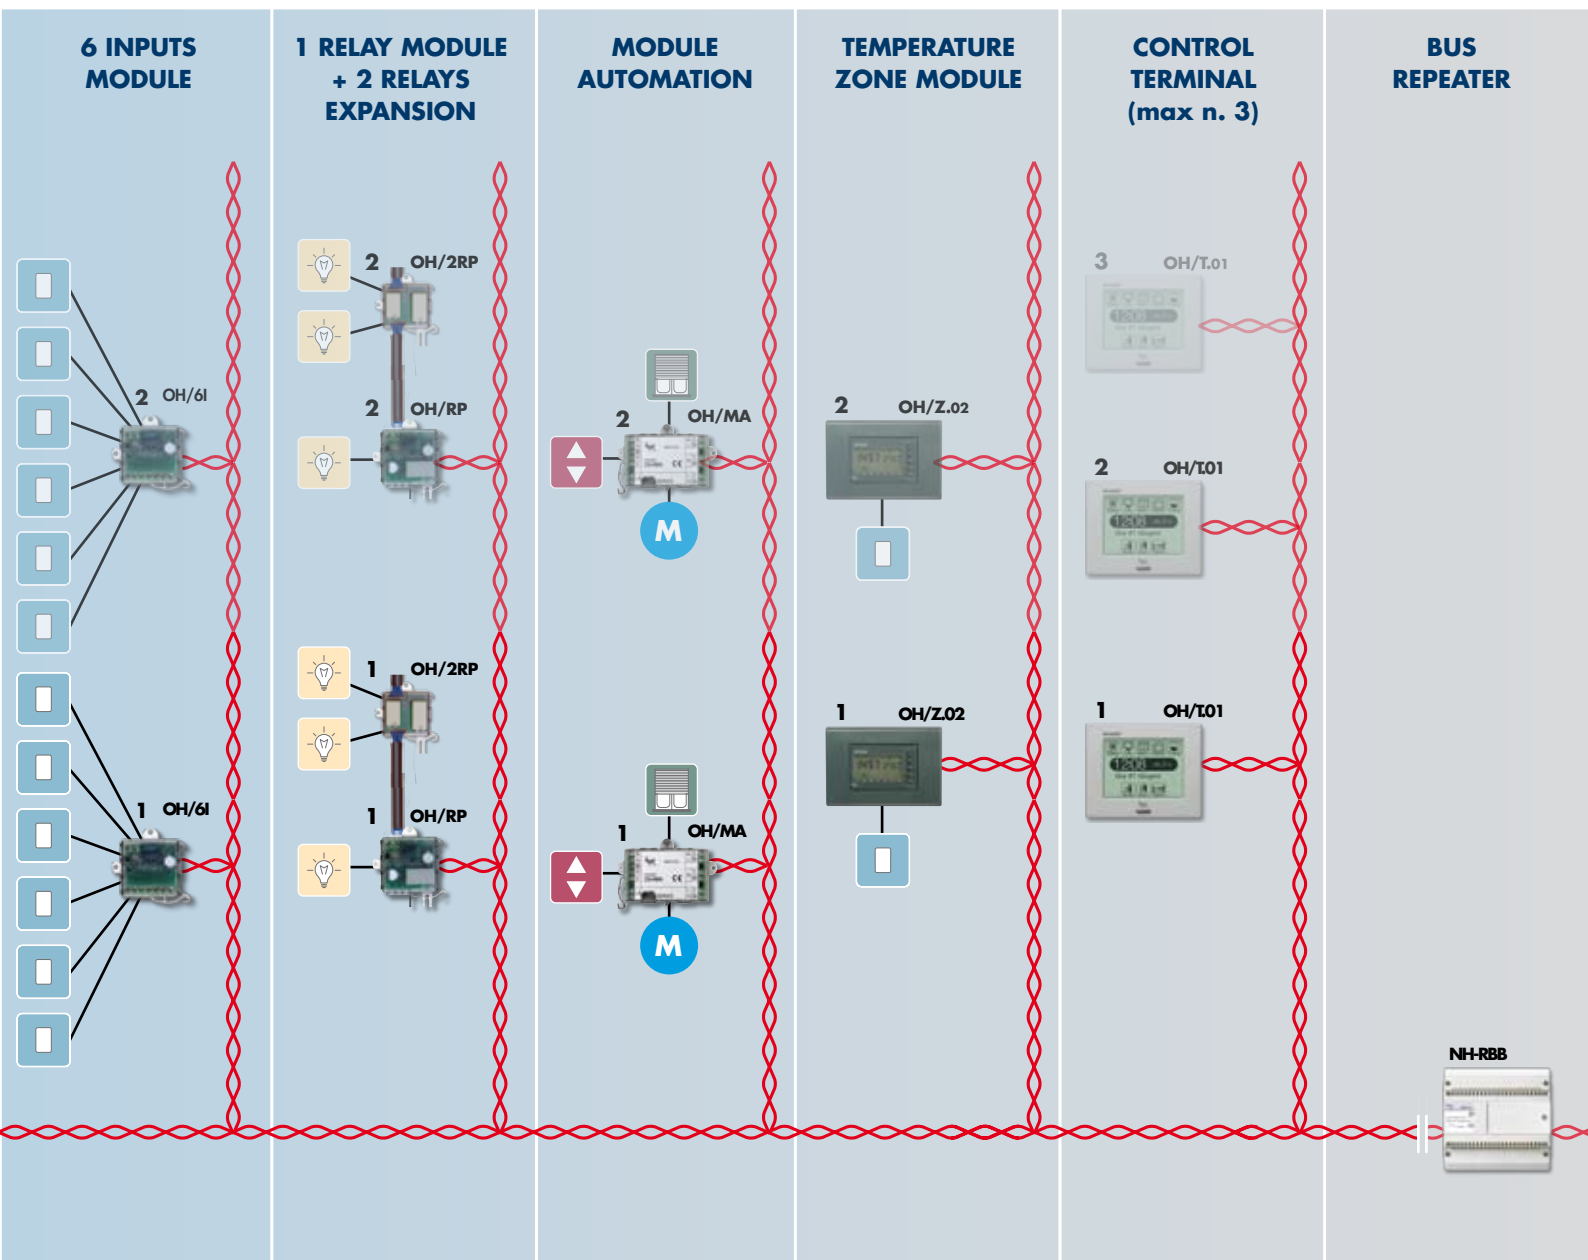 6 INPUTS
MODULE
1 RELAY MODULE
+ 2 RELAYS
EXPANSION
MODULE
AUTOMATION
TEMPERATURE
ZONE MODULE
CONTROL
TERMINAL
(max n. 3)
BUS
REPEATER
2 OH/6I
1 OH/6I
2 OH/2RP
2 OH/RP
1 OH/2RP
1 OH/RP
2 OH/MA
M
1 OH/MA
M
2 OH/Z.02
1 OH/Z.02
3 OH/T.01
1206
2 OH/T.01
1206
1 OH/T.01
1206
NH-RBB